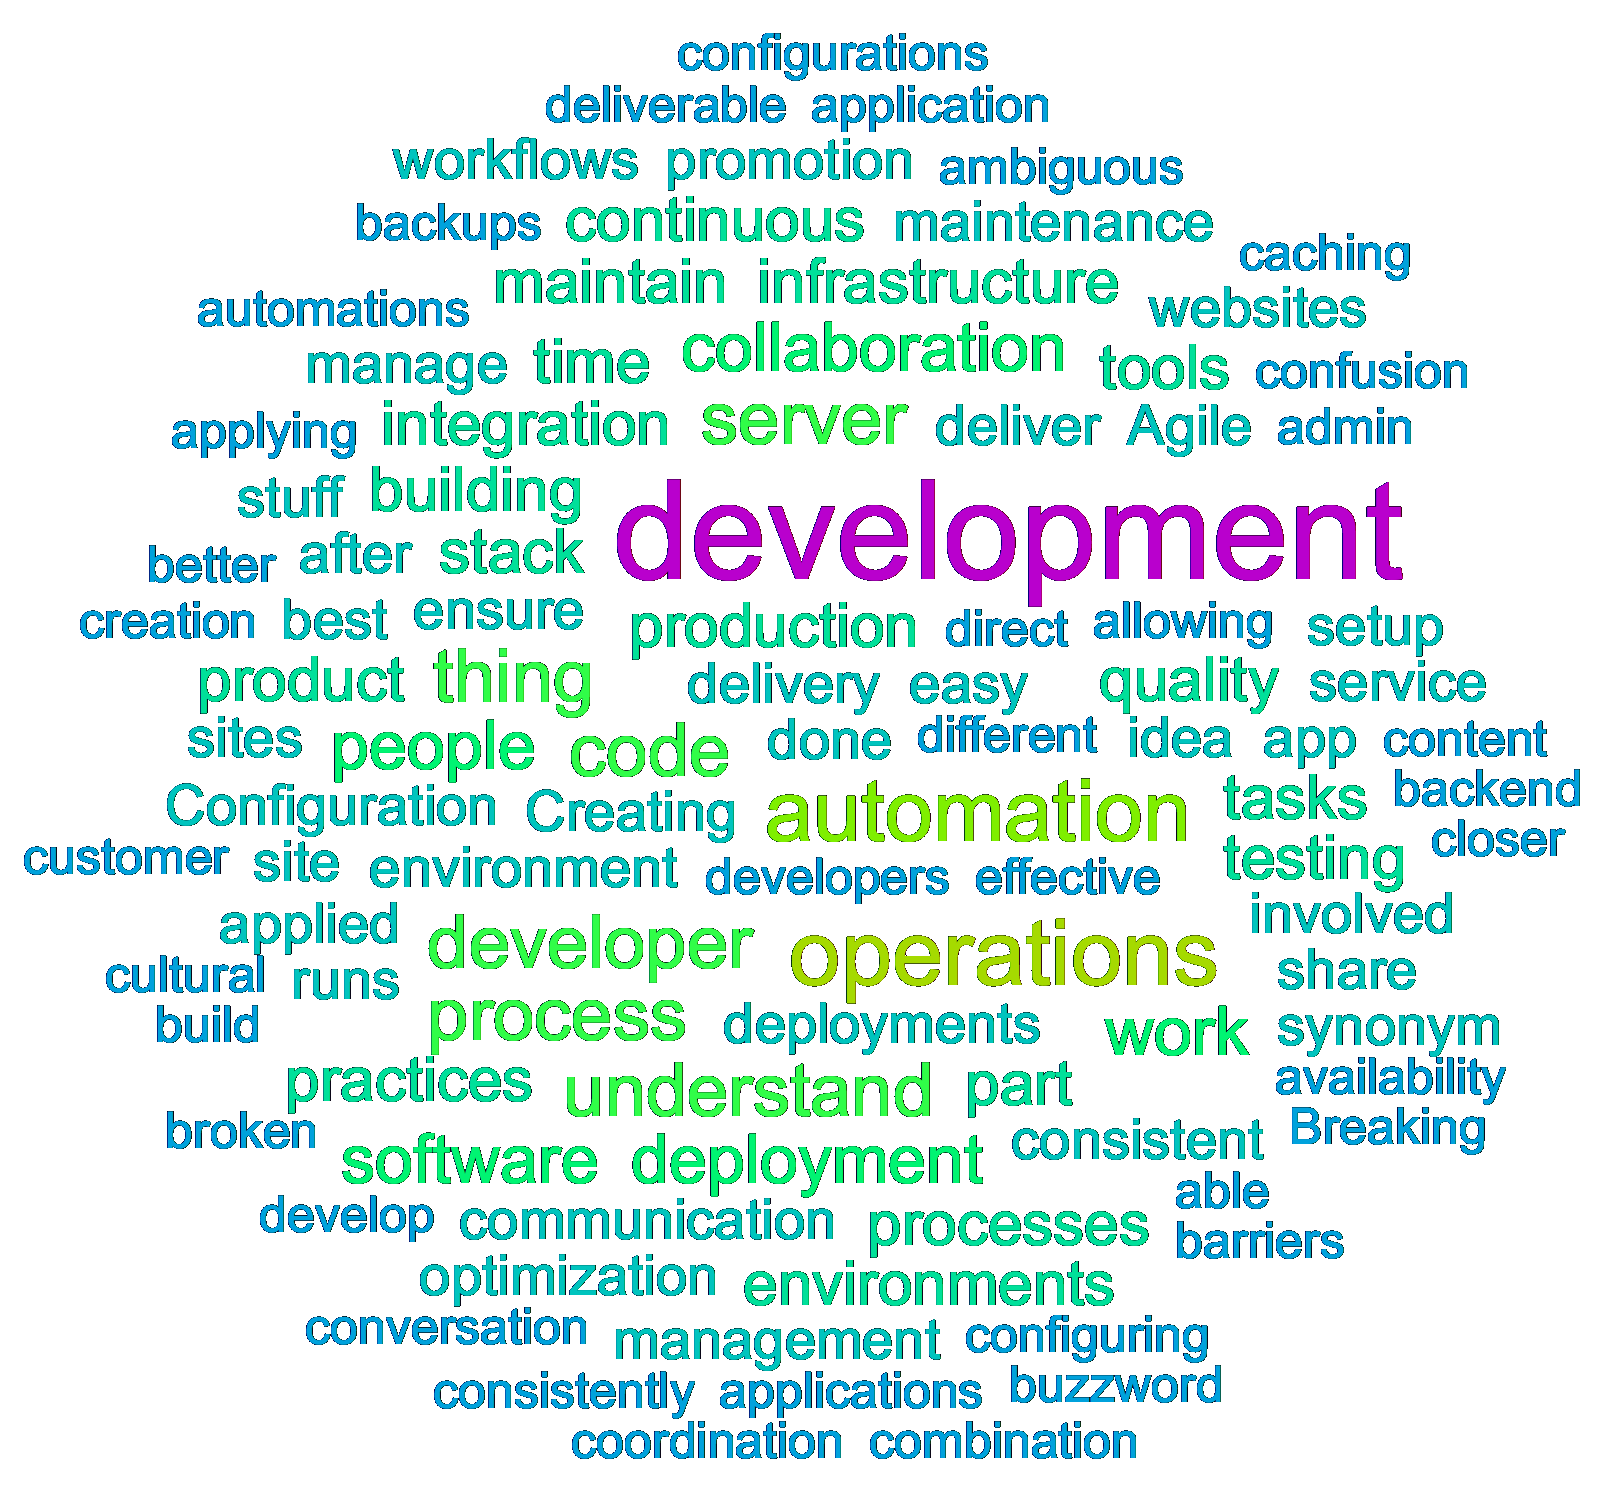 configurations
deliverable application
workflows promotion ambiguous
backups continuous maintenance caching
maintain infrastructure
automations websites
manage time collaboration tools confusion
applying integration server deliver Agile admin
stuff building development
better after stack
creation best ensure production direct allowing setup
product thing delivery easy quality service
sites people code done different idea app content
Configuration Creating automation tasks backend
customer site environment developers effective testing closer
applied developer operations involved
cultural runs share
build process deployments work synonym
practices understand part availability
broken software deployment consistent Breaking
develop communication processes able
barriers
optimization environments
conversation management configuring
consistently applications buzzword
coordination combination